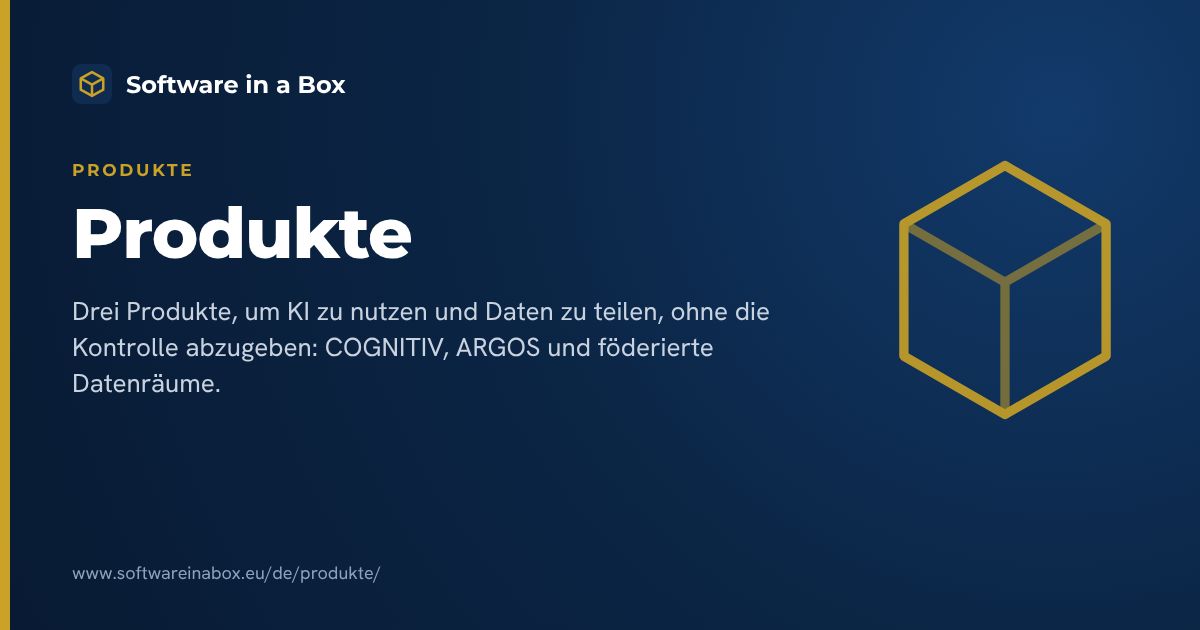 Software in a Box
PRODUKTE
Produkte
Drei Produkte, um KI zu nutzen und Daten zu teilen, ohne die
Kontrolle abzugeben: COGNITIV, ARGOS und föderierte
Datenräume.
www.softwareinabox.eu/de/produkte/